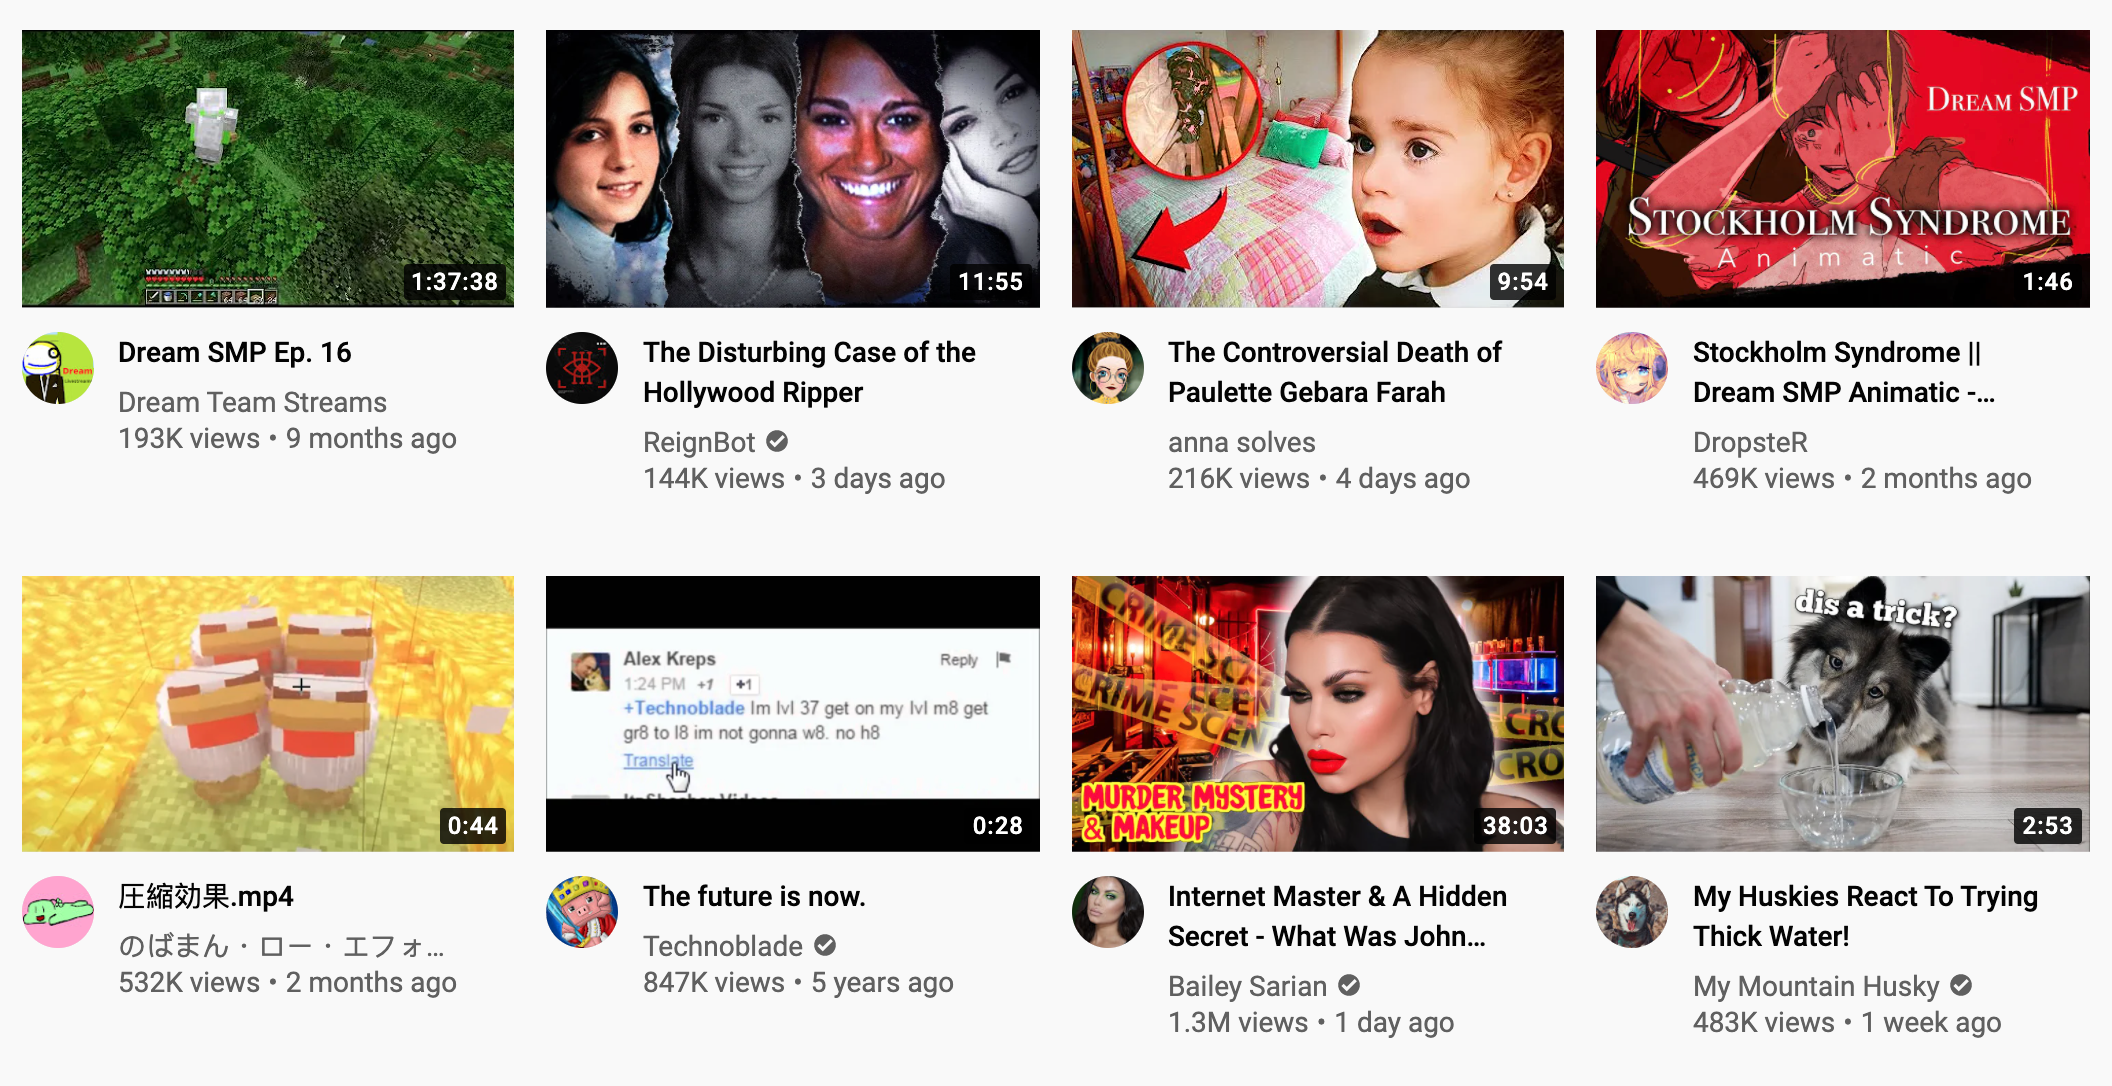 1:37:38
Dream
Dream SMP Ep. 16
Dream Team Streams
193K views • 9 months ago
11:55
The Disturbing Case of the
Hollywood Ripper
ReignBot
144K views • 3 days ago
9:54
The Controversial Death of
Paulette Gebara Farah
anna solves
216K views • 4 days ago
DREAM SMP
STOCKHOLM SYNDROME
Animatic
1:46
Stockholm Syndrome ||
Dream SMP Animatic -...
DropsteR
469K views • 2 months ago
0:44
圧縮効果.mp4
のばまん・ロー・エフォ...
532K views • 2 months ago
Alex Kreps
Reply
1:24 PM +1 +1
+Technoblade Im lvl 37 get on my lvl m8 get
gr8 to l8 im not gonna w8. no h8
Translate
0:28
The future is now.
Technoblade
847K views • 5 years ago
CRIME SCE
CRIME SCEN
SCEN
CRO
CRO
MURDER MYSTERY
& MAKEUP
38:03
Internet Master & A Hidden
Secret - What Was John...
Bailey Sarian
1.3M views • 1 day ago
dis a trick?
2:53
My Huskies React To Trying
Thick Water!
My Mountain Husky
483K views • 1 week ago